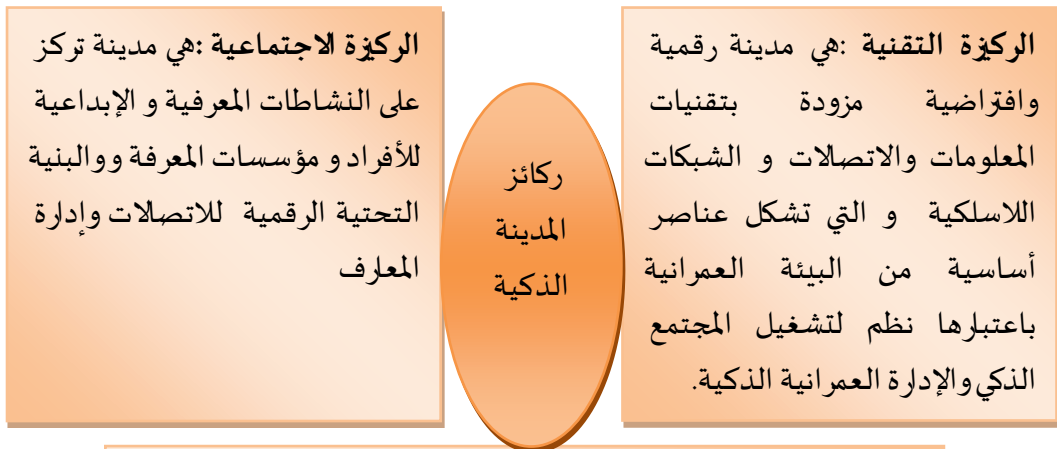 الركيزة التقنية :هي مدينة رقمية
وافتراضية مزودة بتقنيات
المعلومات والاتصالات و الشبكات
اللاسلكية و التي تشكل عناصر
أساسية من البيئة العمرانية
باعتبارها نظم لتشغيل المجتمع
الذكي والإدارة العمرانية الذكية.
ركائز
المدينة
الذكية
الركيزة الاجتماعية :هي مدينة تركز
على النشاطات المعرفية و الإبداعية
للأفراد و مؤسسات المعرفة ووالبنية
التحتية الرقمية للاتصالات وإدارة
المعارف